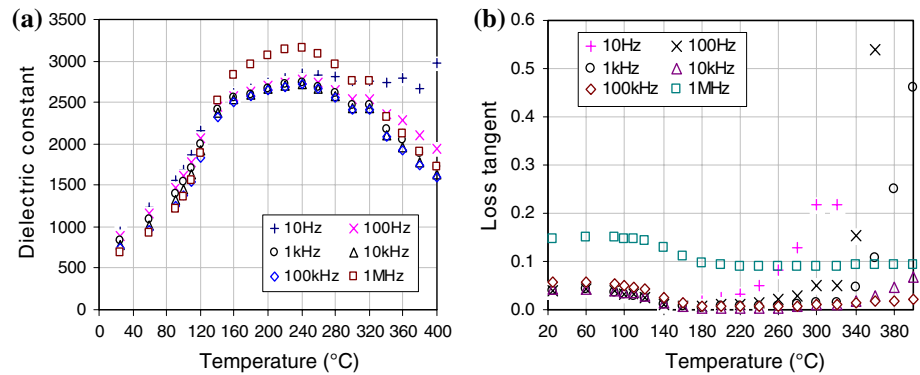 (a)
Dielectric constant
3500
3000
2500
2000
1500
1000
500
0
0 40 80 120 160 200 240 280 320 360 400
Temperature (°C)
10Hz 100Hz
1kHz 10kHz
100kHz 1MHz
(b)
Loss tangent
0.6
0.5
0.4
0.3
0.2
0.1
0.0
20 60 100 140 180 220 260 300 340 380
Temperature (°C)
10Hz 100Hz
1kHz 10kHz
100kHz 1MHz